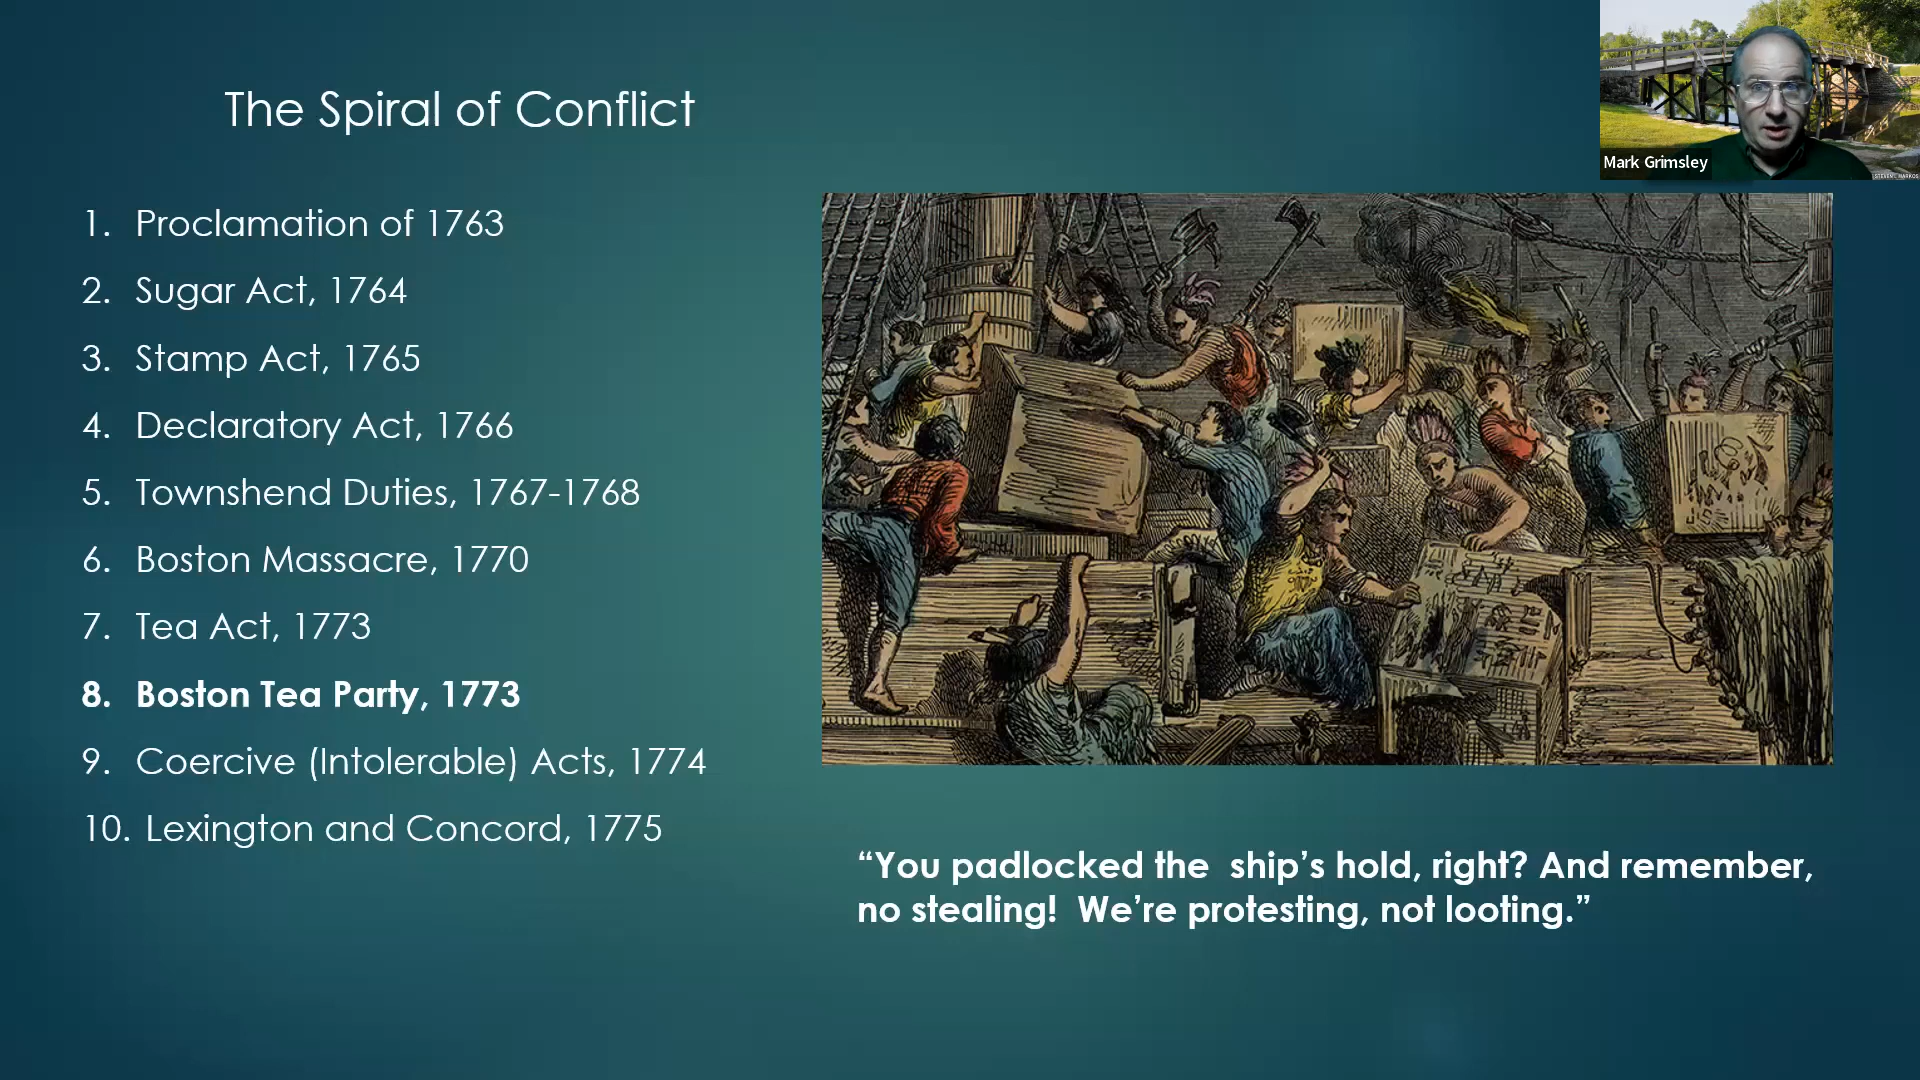 The Spiral of Conflict
Mark Grimsley
1. Proclamation of 1763
2. Sugar Act, 1764
3. Stamp Act, 1765
4. Declaratory Act, 1766
5. Townshend Duties, 1767-1768
6. Boston Massacre, 1770
7. Tea Act, 1773
8. Boston Tea Party, 1773
9. Coercive (Intolerable) Acts, 1774
10. Lexington and Concord, 1775
“You padlocked the  ship’s hold, right? And remember,
no stealing!  We’re protesting, not looting.”